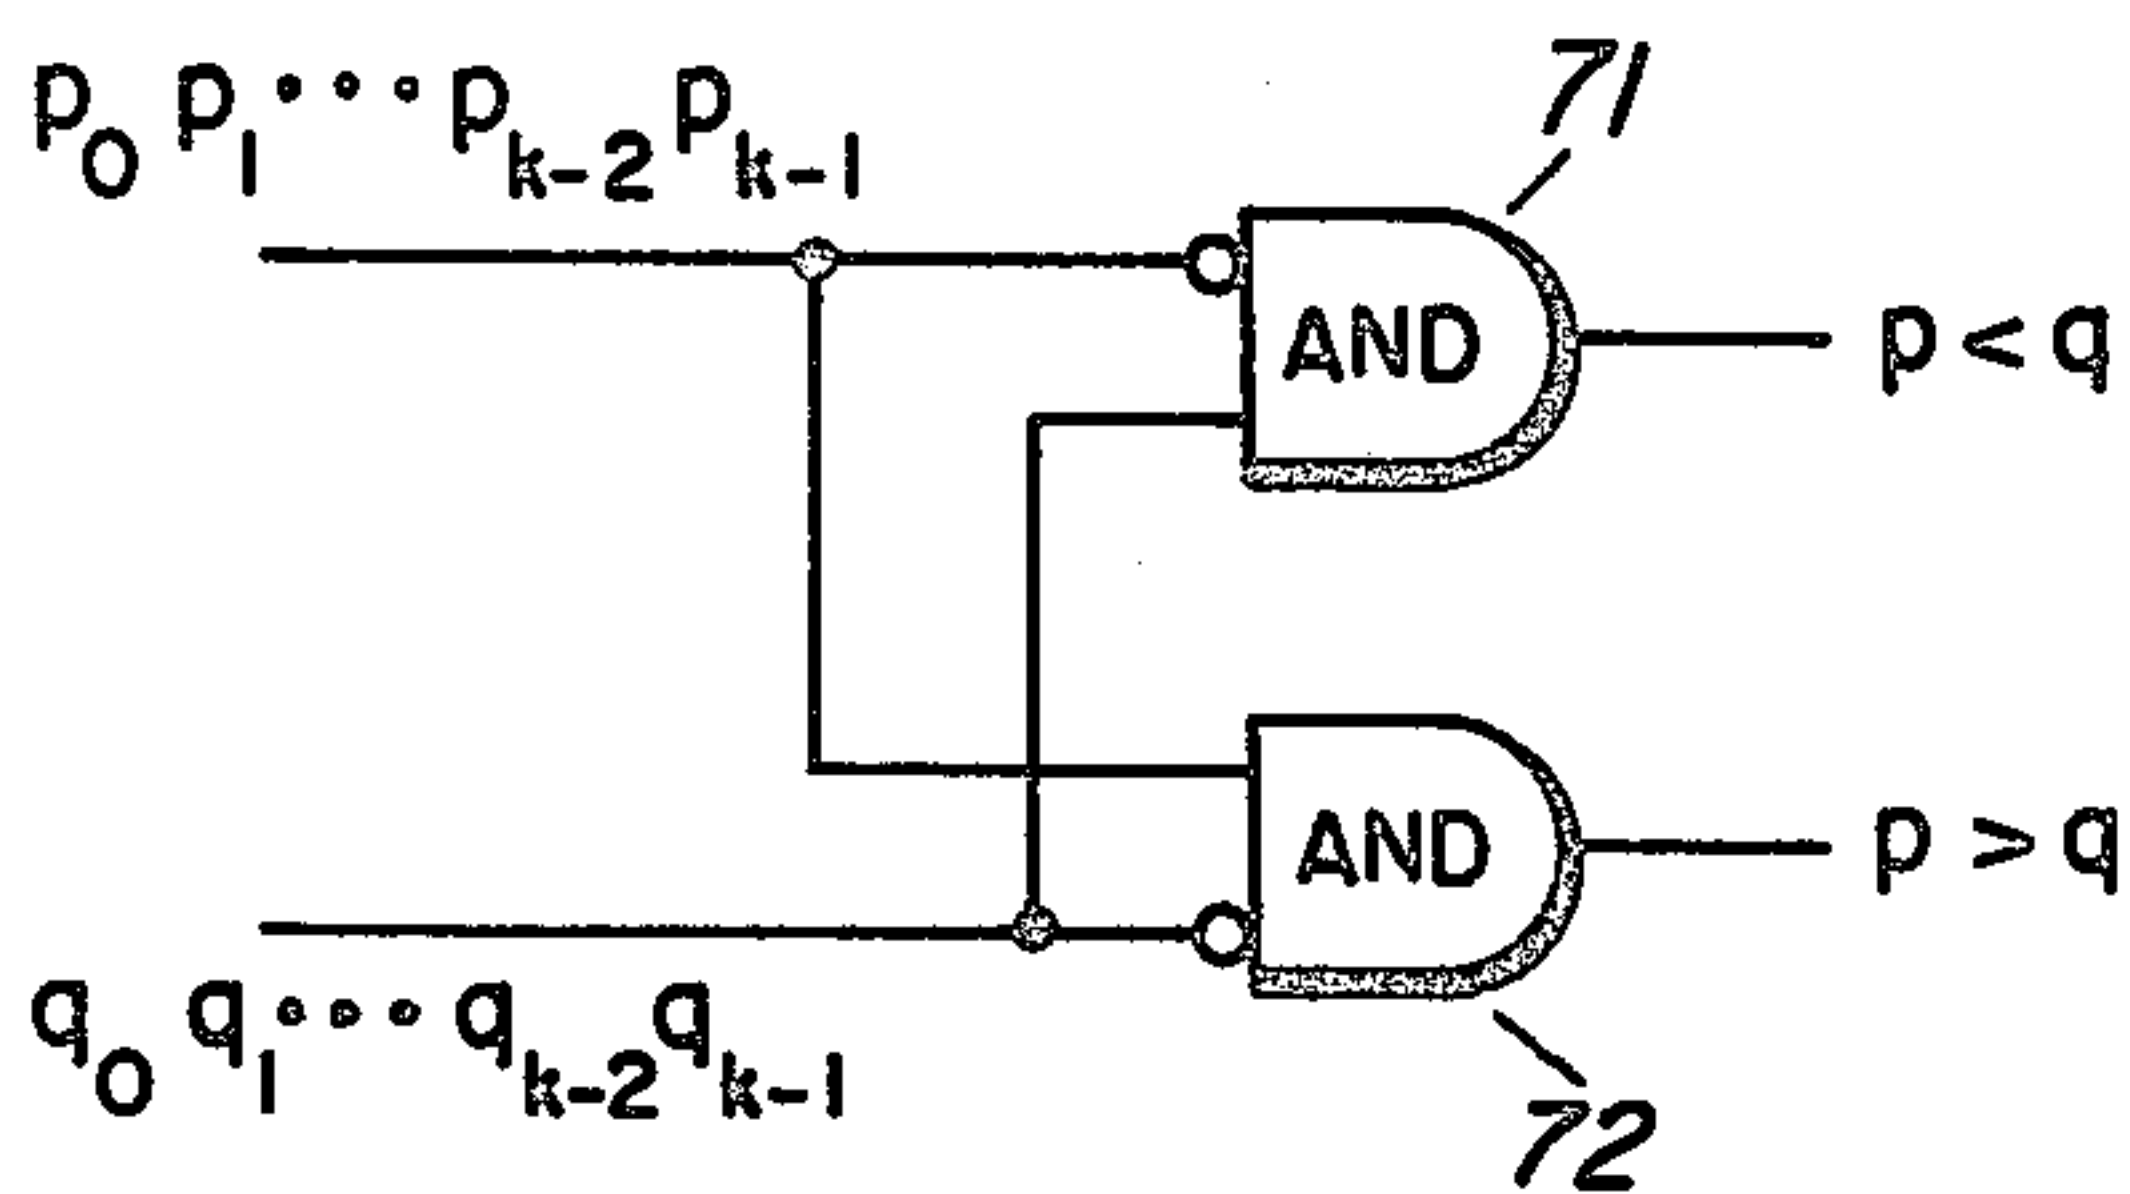 p₀ p₁ ••• pₖ₋₂ pₖ₋₁
71
AND
p < q
AND
p > q
q₀ q₁ ••• qₖ₋₂ qₖ₋₁
72